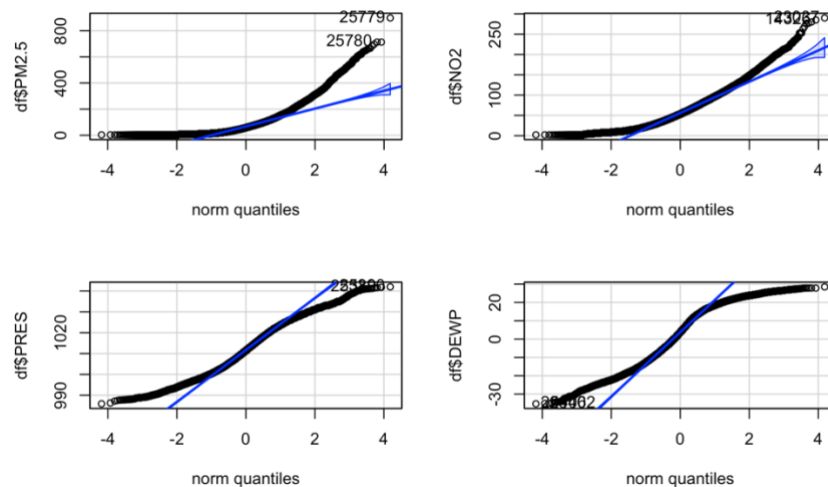 df$PM2.5
800
400
0
25779
25780
-4 -2 0 2 4
norm quantiles
df$NO2
250
100
0
-4 -2 0 2 4
norm quantiles
df$PRES
1020
990
-4 -2 0 2 4
norm quantiles
df$DEWP
20
0
-30
-4 -2 0 2 4
norm quantiles